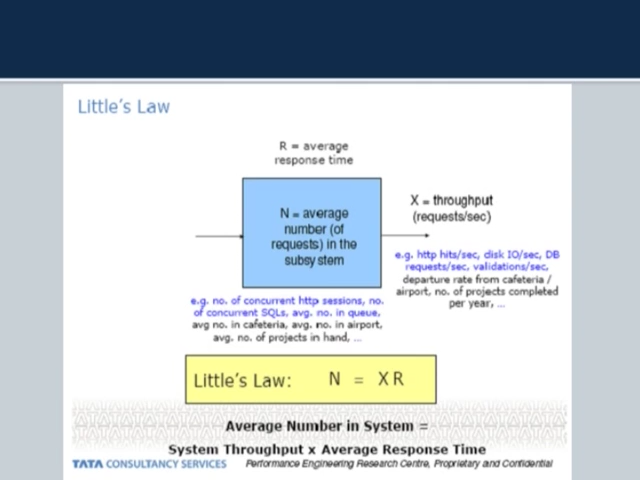 Little's Law
R = average
response time
N = average
number (of
requests) in the
subsystem
X = throughput
(requests/sec)
e.g. http hits/sec, disk IO/sec, DB
requests/sec, validations/sec,
departure rate from cafeteria /
airport, no. of projects completed
per year, ...
e.g. no. of concurrent http sessions, no.
of concurrent SQLs, avg. no. in queue,
avg no. in cafeteria, avg. no. in airport,
avg. no. of projects in hand, ...
Little's Law: N = XR
Average Number in System =
System Throughput x Average Response Time
TATA CONSULTANCY SERVICES Performance Engineering Research Centre, Proprietary and Confidential